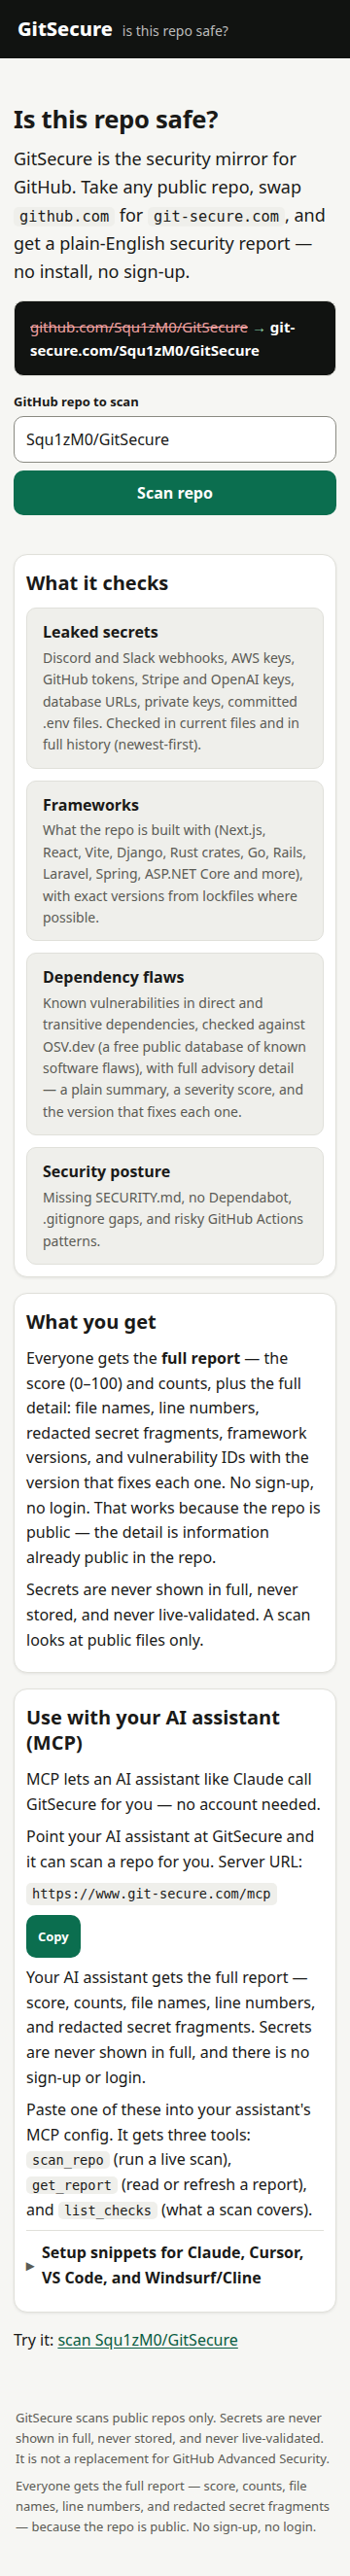 GitSecure is this repo safe?
Is this repo safe?
GitSecure is the security mirror for
GitHub. Take any public repo, swap
github.com for git-secure.com, and
get a plain-English security report —
no install, no sign-up.
github.com/Squ1zM0/GitSecure → git-
secure.com/Squ1zM0/GitSecure
GitHub repo to scan
Squ1zM0/GitSecure
Scan repo
What it checks
Leaked secrets
Discord and Slack webhooks, AWS keys,
GitHub tokens, Stripe and OpenAI keys,
database URLs, private keys, committed
.env files. Checked in current files and in
full history (newest-first).
Frameworks
What the repo is built with (Next.js,
React, Vite, Django, Rust crates, Go, Rails,
Laravel, Spring, ASP.NET Core and more),
with exact versions from lockfiles where
possible.
Dependency flaws
Known vulnerabilities in direct and
transitive dependencies, checked against
OSV.dev (a free public database of known
software flaws), with full advisory detail
— a plain summary, a severity score, and
the version that fixes each one.
Security posture
Missing SECURITY.md, no Dependabot,
.gitignore gaps, and risky GitHub Actions
patterns.
What you get
Everyone gets the full report — the
score (0–100) and counts, plus the full
detail: file names, line numbers,
redacted secret fragments, framework
versions, and vulnerability IDs with the
version that fixes each one. No sign-up,
no login. That works because the repo is
public — the detail is information
already public in the repo.
Secrets are never shown in full, never
stored, and never live-validated. A scan
looks at public files only.
Use with your AI assistant
(MCP)
MCP lets an AI assistant like Claude call
GitSecure for you — no account needed.
Point your AI assistant at GitSecure and
it can scan a repo for you. Server URL:
https://www.git-secure.com/mcp
Copy
Your AI assistant gets the full report —
score, counts, file names, line numbers,
and redacted secret fragments. Secrets
are never shown in full, and there is no
sign-up or login.
Paste one of these into your assistant's
MCP config. It gets three tools:
scan_repo (run a live scan),
get_report (read or refresh a report),
and list_checks (what a scan covers).
▶ Setup snippets for Claude, Cursor,
VS Code, and Windsurf/Cline
Try it: scan Squ1zM0/GitSecure
GitSecure scans public repos only. Secrets are never
shown in full, never stored, and never live-validated.
It is not a replacement for GitHub Advanced Security.
Everyone gets the full report — score, counts, file
names, line numbers, and redacted secret fragments
— because the repo is public. No sign-up, no login.